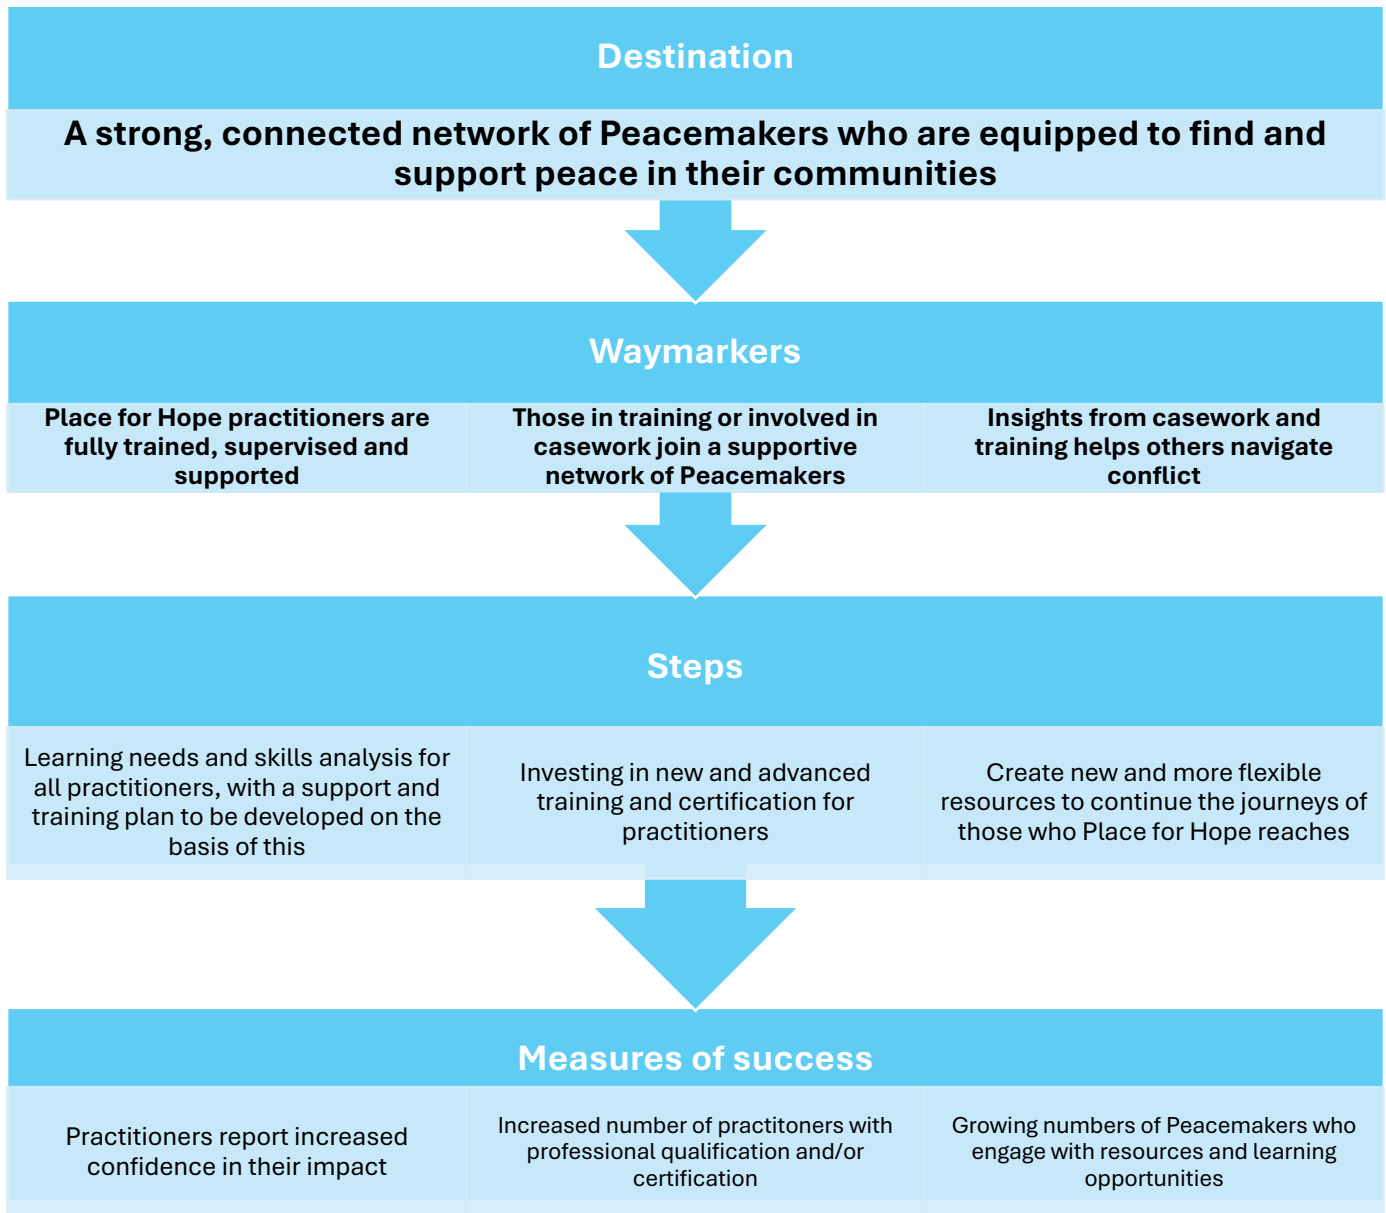 Destination
A strong, connected network of Peacemakers who are equipped to find and
support peace in their communities
Waymarkers
Place for Hope practitioners are
fully trained, supervised and
supported
Those in training or involved in
casework join a supportive
network of Peacemakers
Insights from casework and
training helps others navigate
conflict
Steps
Learning needs and skills analysis for
all practitioners, with a support and
training plan to be developed on the
basis of this
Investing in new and advanced
training and certification for
practitioners
Create new and more flexible
resources to continue the journeys of
those who Place for Hope reaches
Measures of success
Practitioners report increased
confidence in their impact
Increased number of practitoners with
professional qualification and/or
certification
Growing numbers of Peacemakers who
engage with resources and learning
opportunities